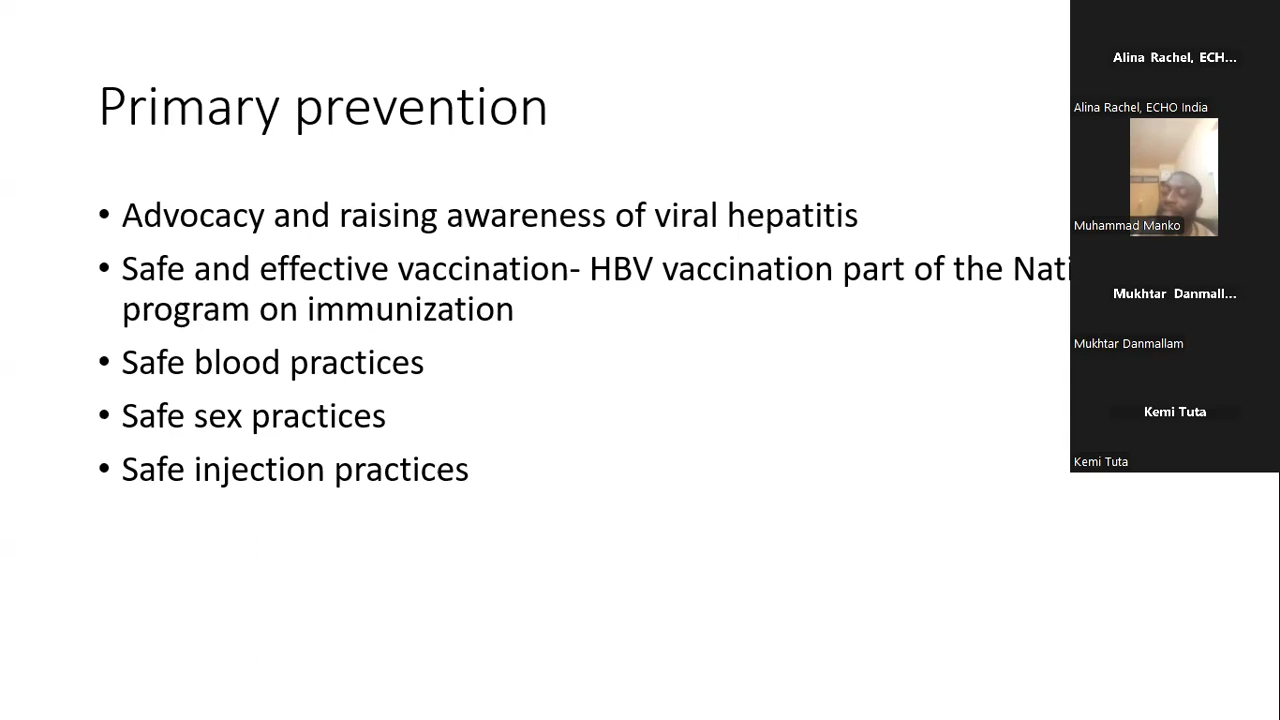 Primary prevention
• Advocacy and raising awareness of viral hepatitis
• Safe and effective vaccination- HBV vaccination part of the
program on immunization
• Safe blood practices
• Safe sex practices
• Safe injection practices
Alina Rachel, ECH...
Alina Rachel, ECHO India
Muhammad Manko
Mukhtar Danmall...
Mukhtar Danmallam
Kemi Tuta
Kemi Tuta